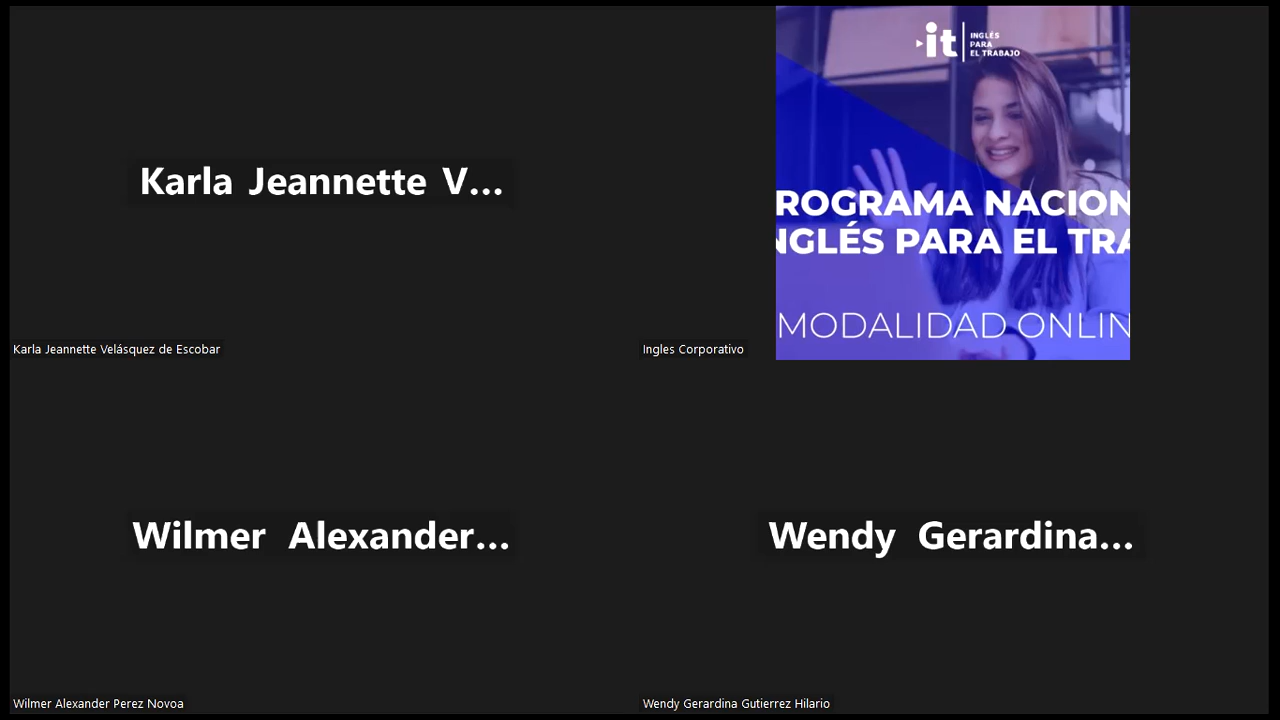 Karla Jeannette V...
Karla Jeannette Velásquez de Escobar
it
INGLÉS
PARA
EL TRABAJO
ROGRAMA NACION
NGLÉS PARA EL TRA
MODALIDAD ONLIN
Ingles Corporativo
Wilmer Alexander...
Wilmer Alexander Perez Novoa
Wendy Gerardina...
Wendy Gerardina Gutierrez Hilario